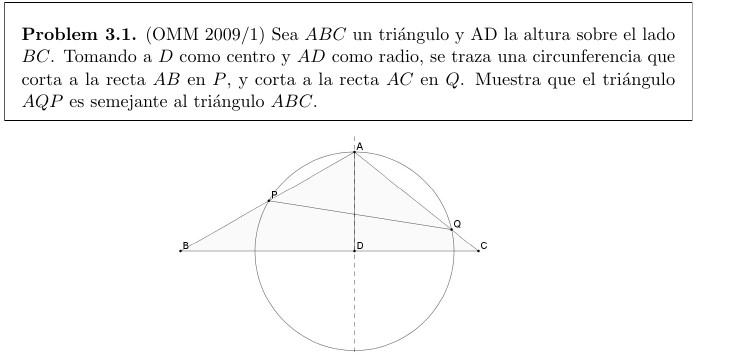 Problem 3.1. (OMM 2009/1) Sea ABC un triángulo y AD la altura sobre el lado
BC. Tomando a D como centro y AD como radio, se traza una circunferencia que
corta a la recta AB en P, y corta a la recta AC en Q. Muestra que el triángulo
AQP es semejante al triángulo ABC.
A
P
Q
B
D
C